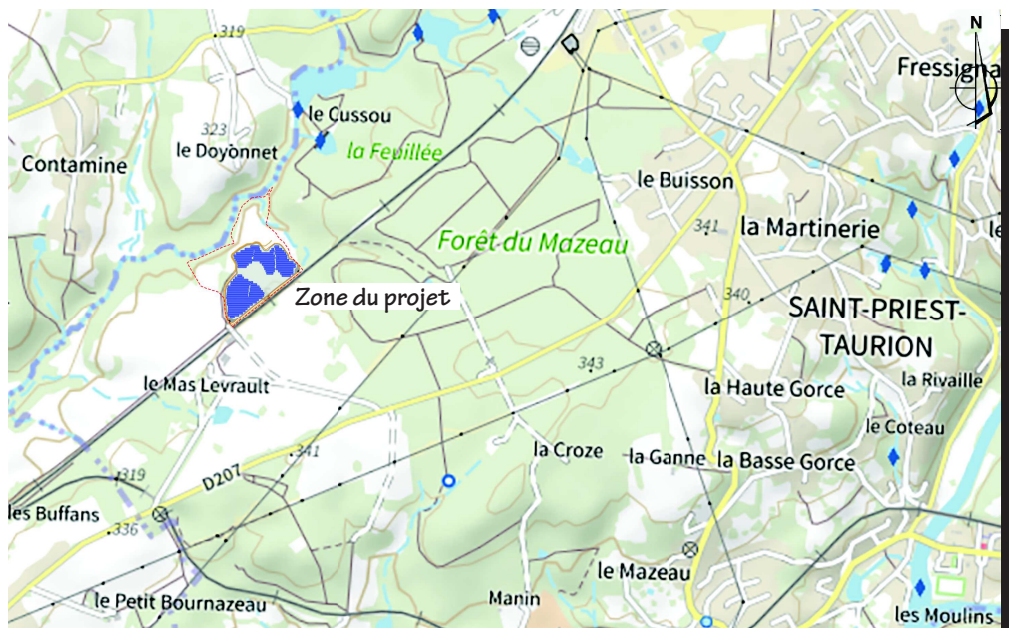 319
N
Fressigna
le Cussou
323
le Doyonnet
la Feuillée
Contamine
le Buisson
341
la Martinerie
le
Forêt du Mazeau
Zone du projet
340
SAINT-PRIEST-
TAURION
343
le Mas Levrault
la Haute Gorce
la Rivaille
le Coteau
341
la Croze
la Ganne
la Basse Gorce
319
D207
les Buffans
336
le Mazeau
le Petit Bournazeau
Manin
les Moulins